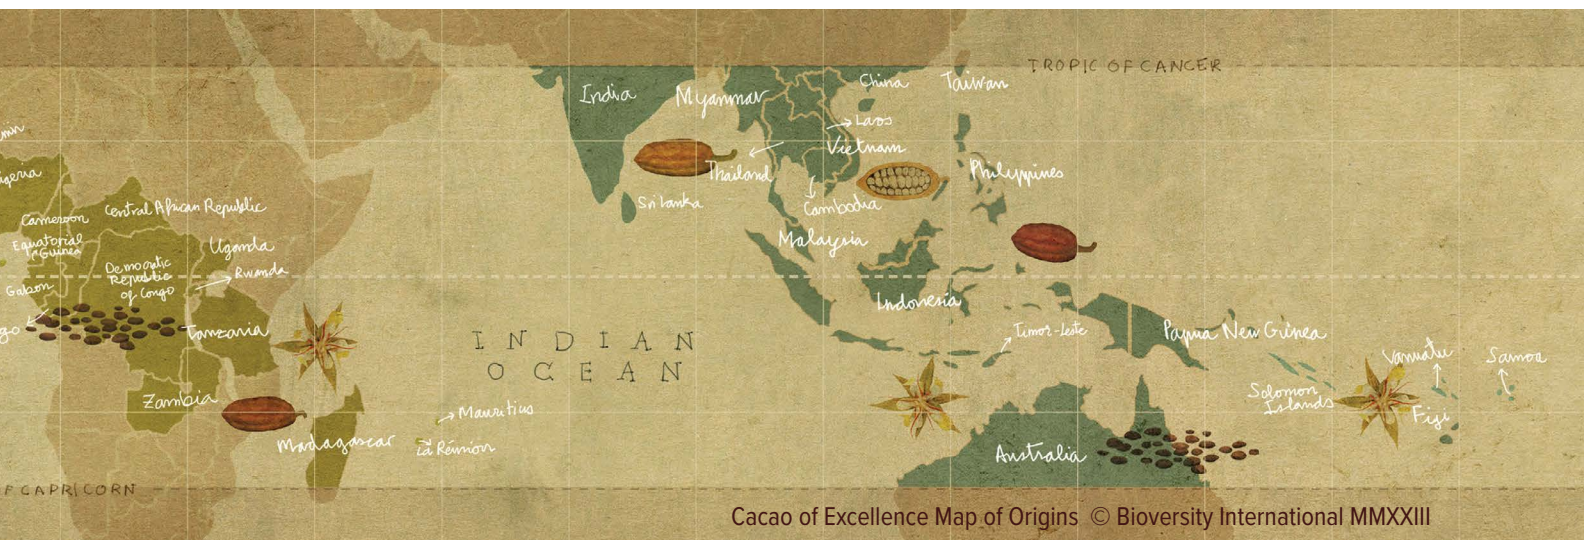 TROPIC OF CANCER
India
Myanmar
China
Taiwan
Laos
Vietnam
Thailand
Philippines
Sri Lanka
Cambodia
Malaysia
Cameroon
Central African Republic
Equatorial
Guinea
Uganda
Democratic
Republic
of Congo
Rwanda
Gabon
Indonesia
Tanzania
INDIAN
OCEAN
Timor-Leste
Papua New Guinea
Vanuatu
Samoa
Solomon
Islands
Fiji
Zambia
Mauritius
Madagascar
La Réunion
Australia
F CAPRICORN
Cacao of Excellence Map of Origins © Bioversity International MMXXIII